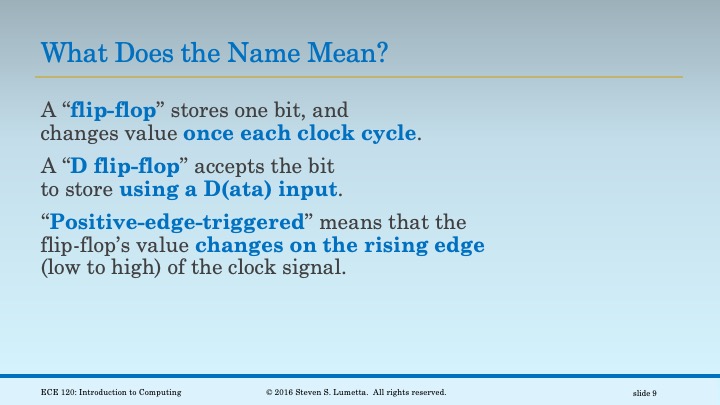 What Does the Name Mean?
A “flip-flop” stores one bit, and
changes value once each clock cycle.
A “D flip-flop” accepts the bit
to store using a D(ata) input.
“Positive-edge-triggered” means that the
flip-flop’s value changes on the rising edge
(low to high) of the clock signal.
ECE 120: Introduction to Computing
© 2016 Steven S. Lumetta. All rights reserved.
slide 9